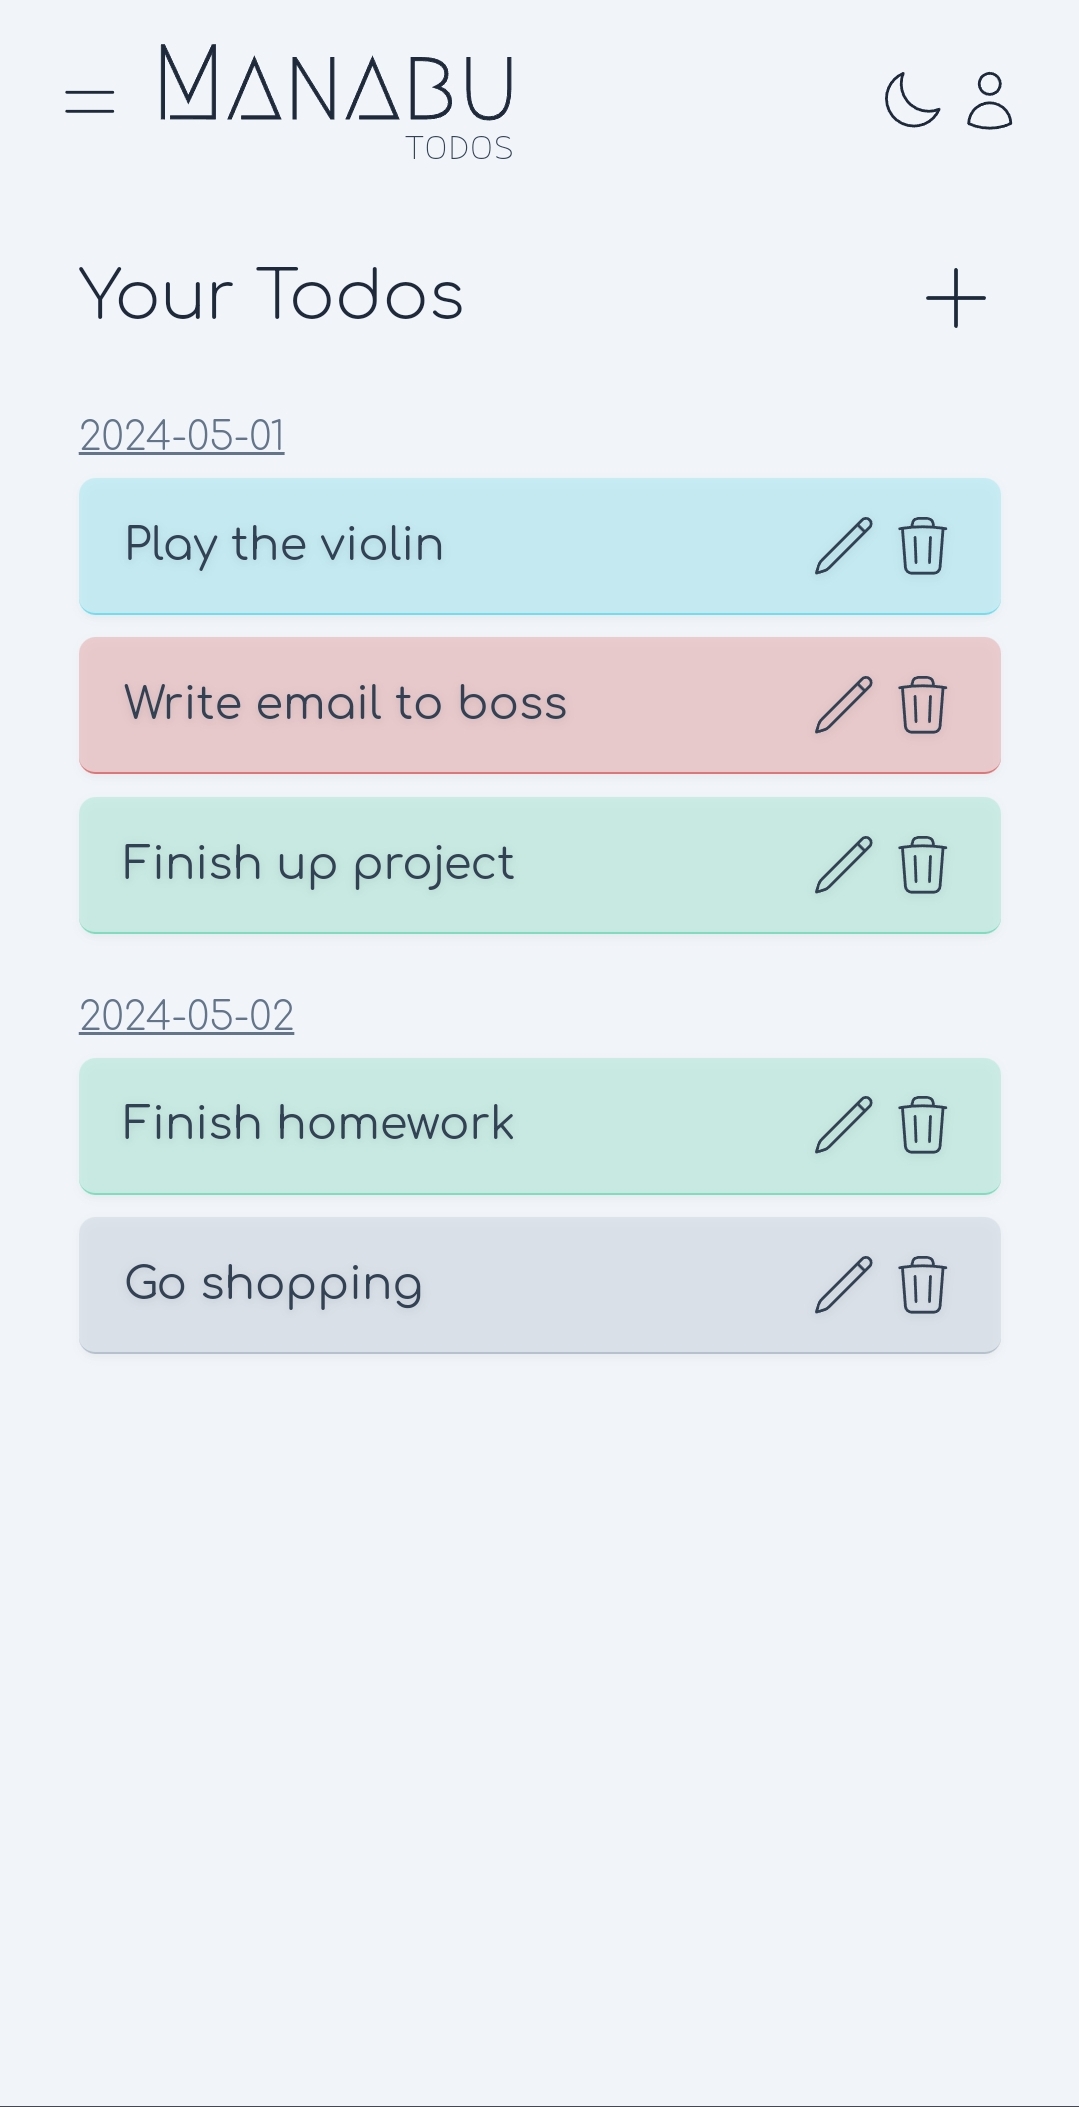 MANABU
TODOS
Your Todos
2024-05-01
Play the violin
Write email to boss
Finish up project
2024-05-02
Finish homework
Go shopping